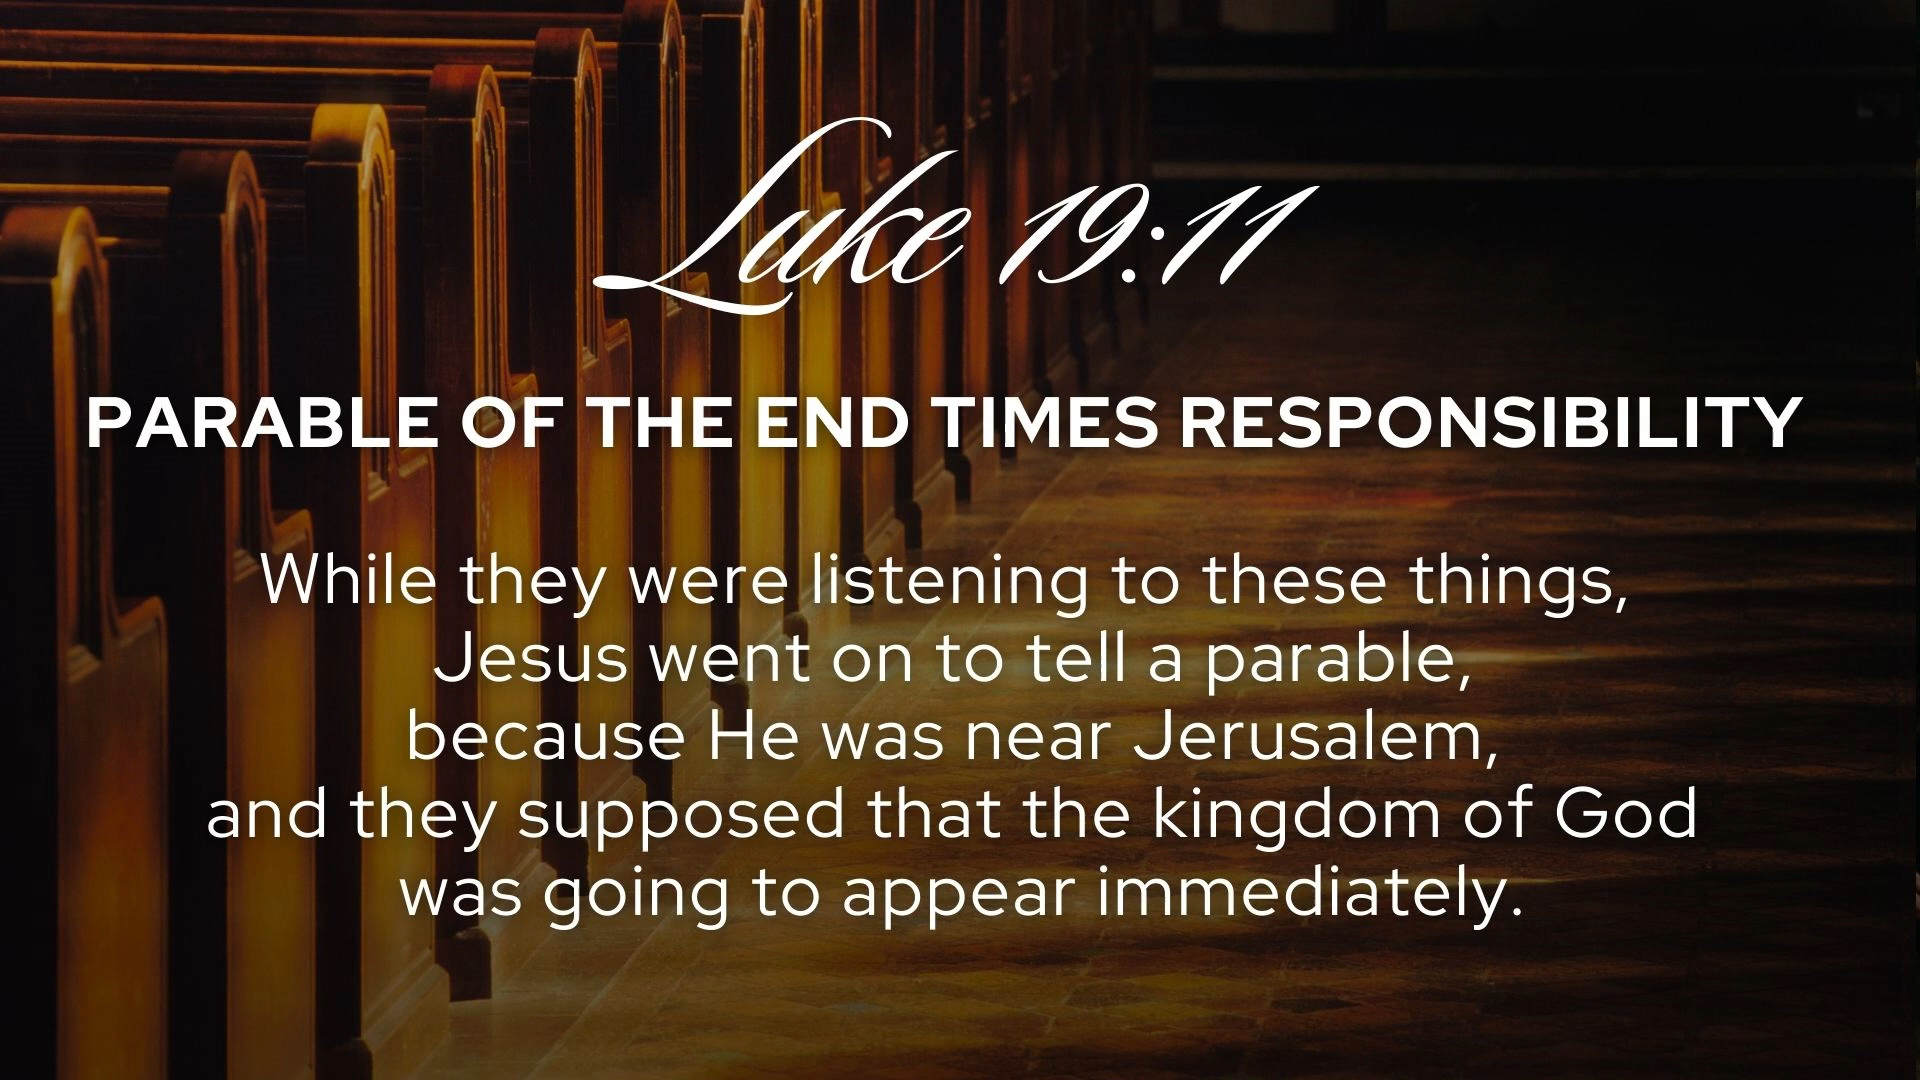 Luke 19:11
PARABLE OF THE END TIMES RESPONSIBILITY
While they were listening to these things,
Jesus went on to tell a parable,
because He was near Jerusalem,
and they supposed that the kingdom of God
was going to appear immediately.